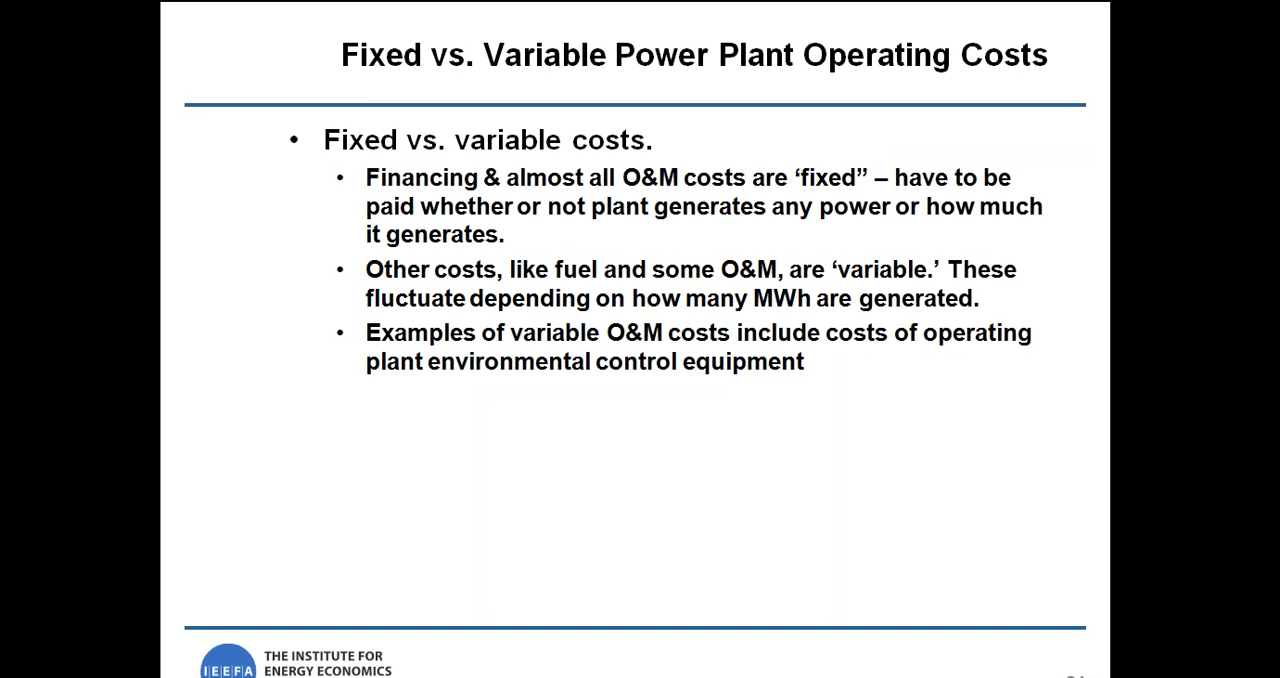 Fixed vs. Variable Power Plant Operating Costs
• Fixed vs. variable costs.
• Financing & almost all O&M costs are ‘fixed” – have to be
paid whether or not plant generates any power or how much
it generates.
• Other costs, like fuel and some O&M, are ‘variable.’ These
fluctuate depending on how many MWh are generated.
• Examples of variable O&M costs include costs of operating
plant environmental control equipment
IEEFA
THE INSTITUTE FOR
ENERGY ECONOMICS